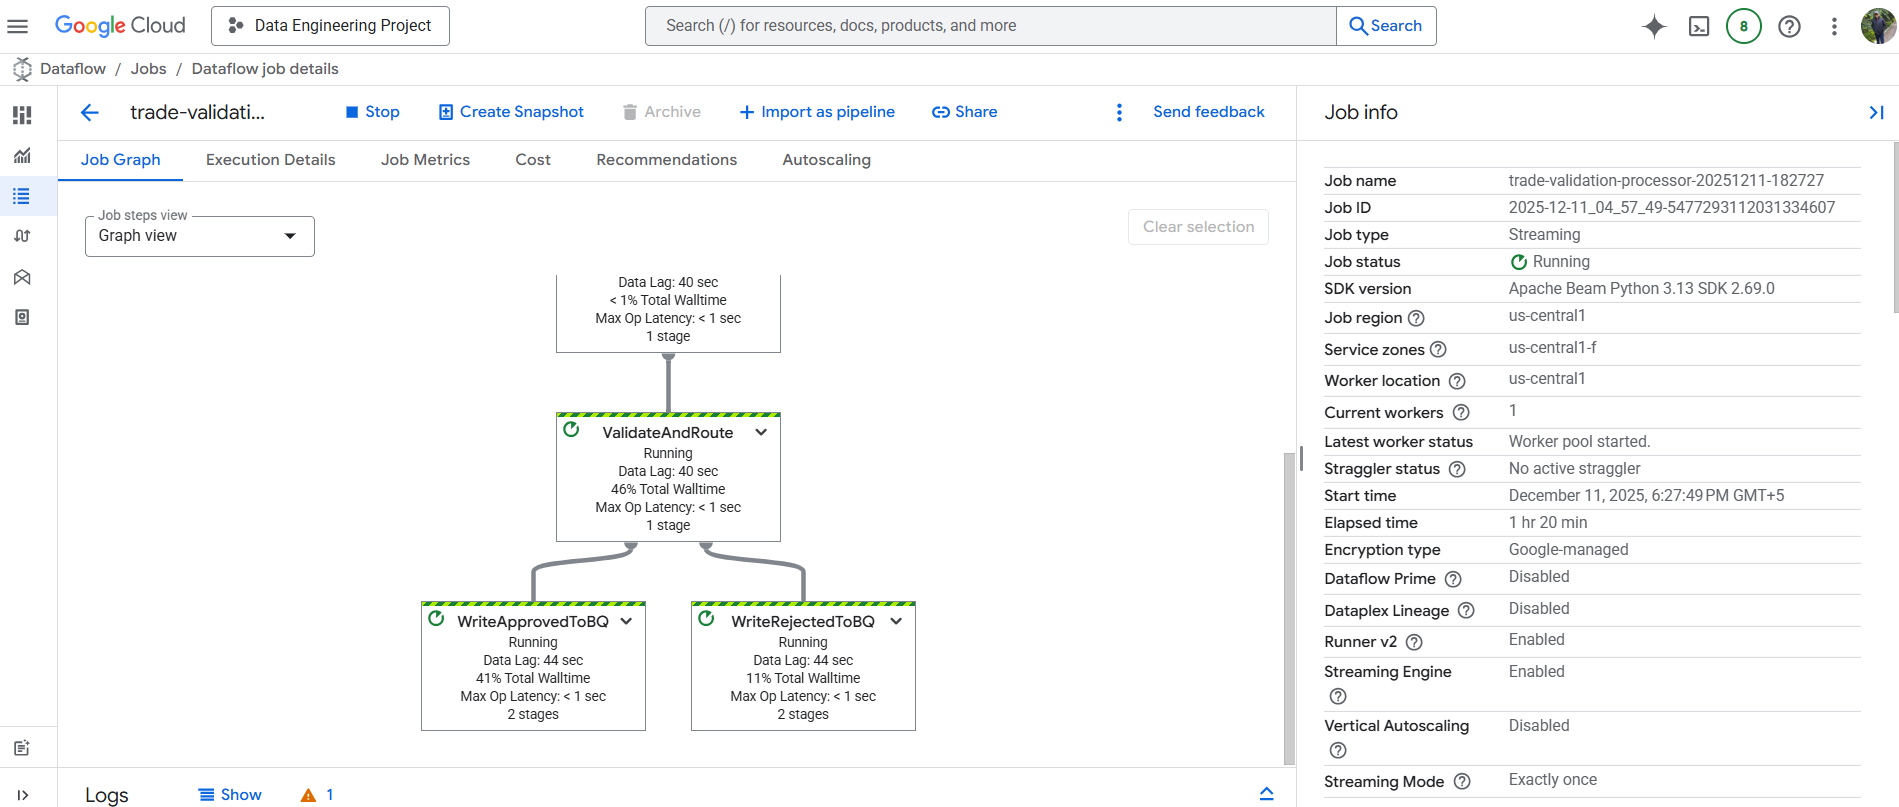 Google Cloud
Data Engineering Project
Search (/) for resources, docs, products, and more
Search
8
Dataflow / Jobs / Dataflow job details
trade-validati...
Stop
Create Snapshot
Archive
Import as pipeline
Share
Send feedback
Job Graph
Execution Details
Job Metrics
Cost
Recommendations
Autoscaling
Job steps view
Graph view
Clear selection
Data Lag: 40 sec
< 1% Total Walltime
Max Op Latency: < 1 sec
1 stage
ValidateAndRoute
Running
Data Lag: 40 sec
46% Total Walltime
Max Op Latency: < 1 sec
1 stage
WriteApprovedToBQ
Running
Data Lag: 44 sec
41% Total Walltime
Max Op Latency: < 1 sec
2 stages
WriteRejectedToBQ
Running
Data Lag: 44 sec
11% Total Walltime
Max Op Latency: < 1 sec
2 stages
Logs
Show
1
Job info
Job name trade-validation-processor-20251211-182727
Job ID 2025-12-11_04_57_49-5477293112031334607
Job type Streaming
Job status Running
SDK version Apache Beam Python 3.13 SDK 2.69.0
Job region us-central1
Service zones us-central1-f
Worker location us-central1
Current workers 1
Latest worker status Worker pool started.
Straggler status No active straggler
Start time December 11, 2025, 6:27:49 PM GMT+5
Elapsed time 1 hr 20 min
Encryption type Google-managed
Dataflow Prime Disabled
Dataplex Lineage Disabled
Runner v2 Enabled
Streaming Engine Enabled
Vertical Autoscaling Disabled
Streaming Mode Exactly once